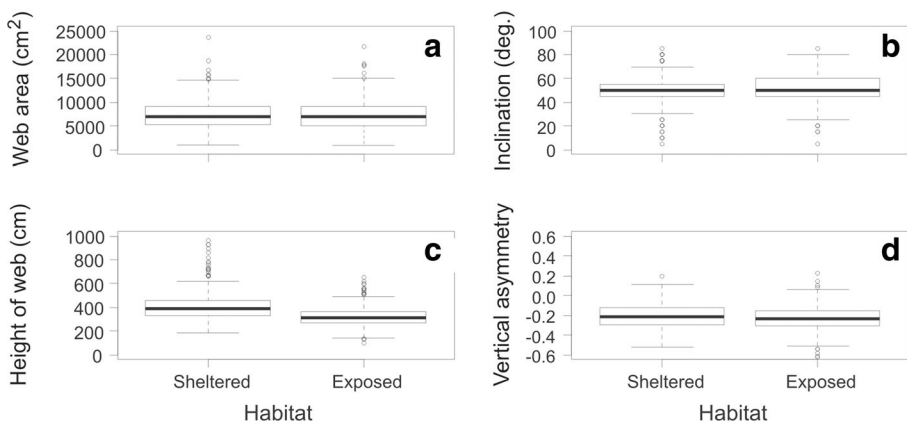 Web area (cm²)
25000
20000
15000
10000
5000
0
a
Inclination (deg.)
100
80
60
40
20
0
b
Height of web (cm)
1000
800
600
400
200
0
c
Sheltered
Exposed
Habitat
Vertical asymmetry
0.6
0.4
0.2
0.0
-0.2
-0.4
-0.6
d
Sheltered
Exposed
Habitat